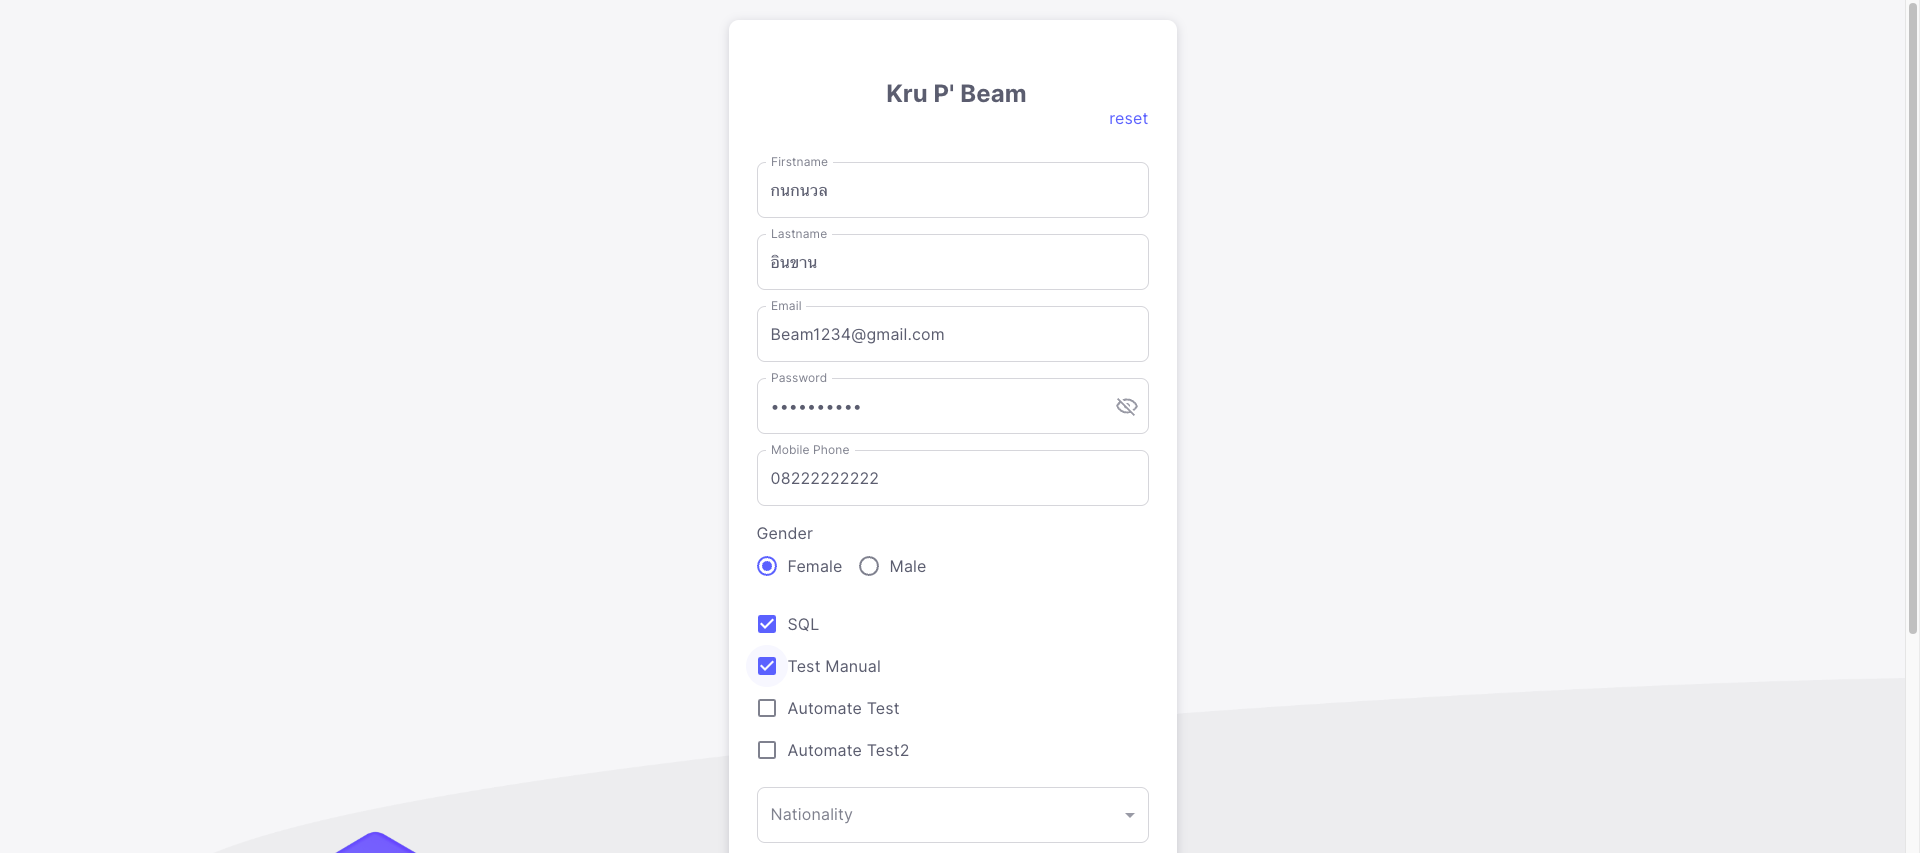 Kru P' Beam
reset
Firstname
กนกนวล
Lastname
อินขาน
Email
Beam1234@gmail.com
Password
••••••••••
Mobile Phone
08222222222
Gender
Female Male
SQL
Test Manual
Automate Test
Automate Test2
Nationality